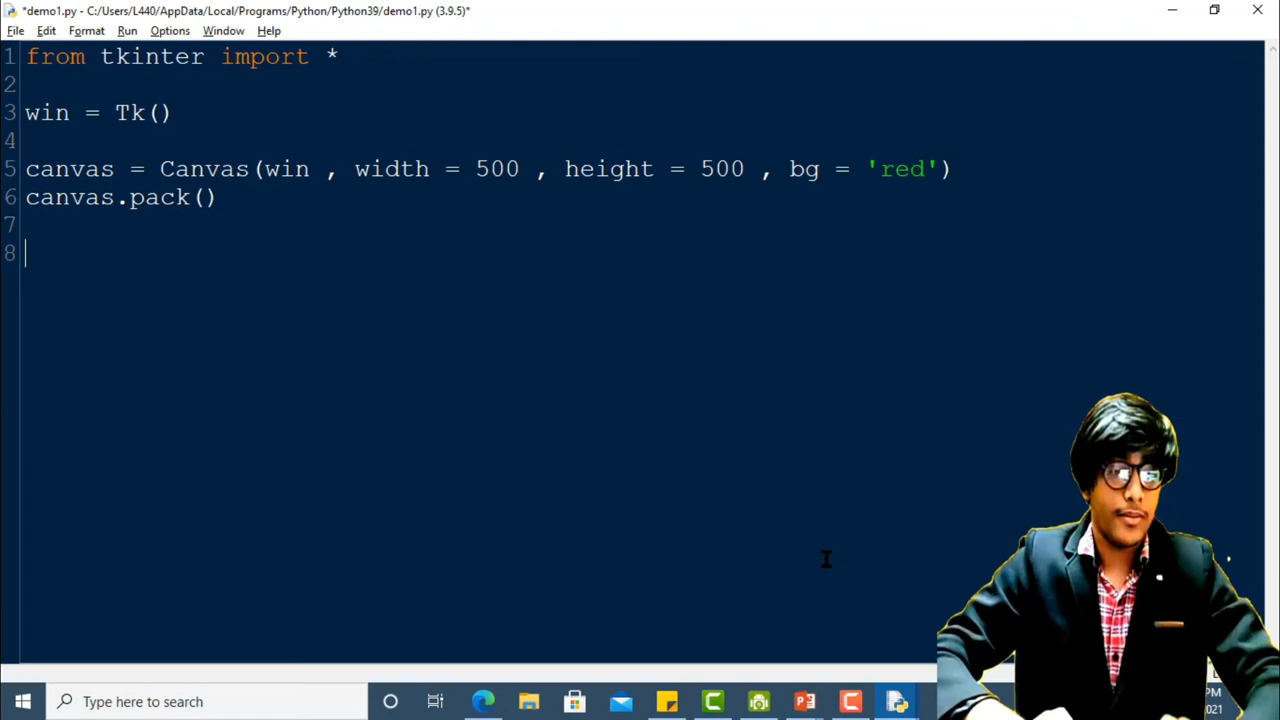 *demo1.py - C:/Users/L440/AppData/Local/Programs/Python/Python39/demo1.py (3.9.5)*
File Edit Format Run Options Window Help
1 from tkinter import *
2
3 win = Tk()
4
5 canvas = Canvas(win , width = 500 , height = 500 , bg = 'red')
6 canvas.pack()
7
8
Type here to search
PM
2021